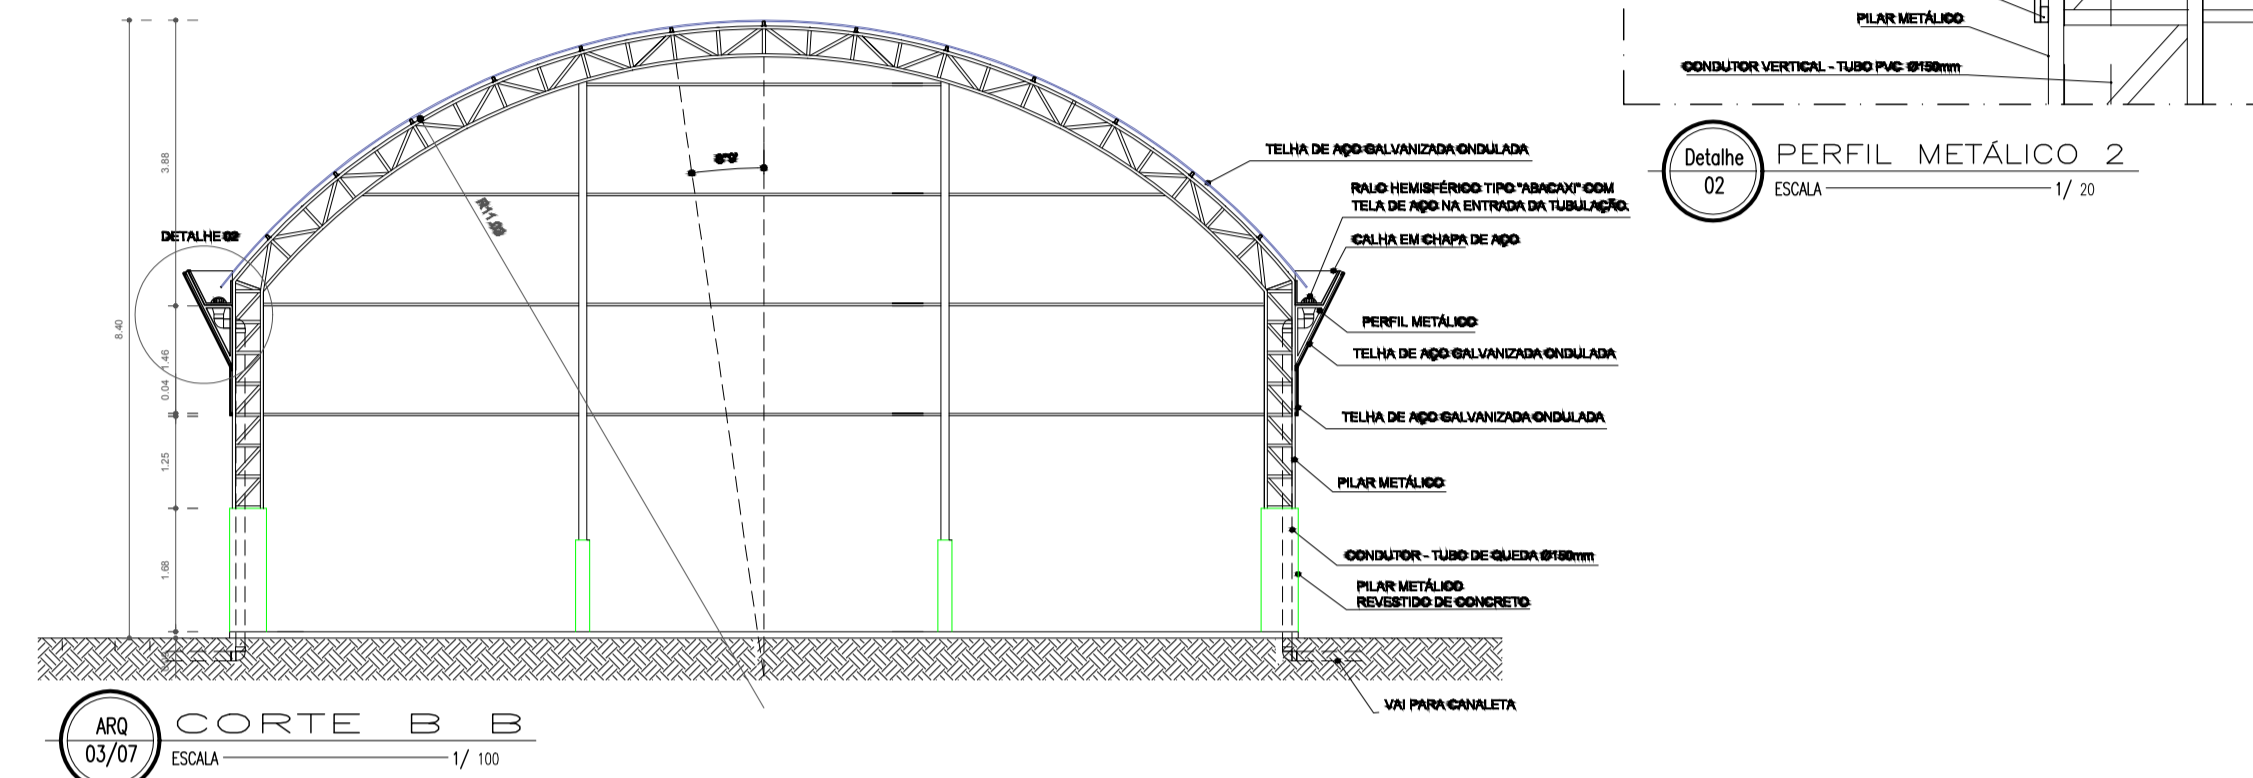 PILAR METÁLICO
CONDUTOR VERTICAL - TUBO PVC Ø150mm
Detalhe
02
PERFIL METÁLICO 2
ESCALA 1/ 20
8.40
3.88
1.46
0.04
1.25
1.68
DETALHE 02
TELHA DE AÇO GALVANIZADA ONDULADA
RALO HEMISFÉRICO TIPO "ABACAXI" COM
TELA DE AÇO NA ENTRADA DA TUBULAÇÃO
CALHA EM CHAPA DE AÇO
PERFIL METÁLICO
TELHA DE AÇO GALVANIZADA ONDULADA
TELHA DE AÇO GALVANIZADA ONDULADA
PILAR METÁLICO
CONDUTOR - TUBO DE QUEDA Ø150mm
PILAR METÁLICO
REVESTIDO DE CONCRETO
VAI PARA CANALETA
ARQ
03/07
CORTE B B
ESCALA 1/ 100